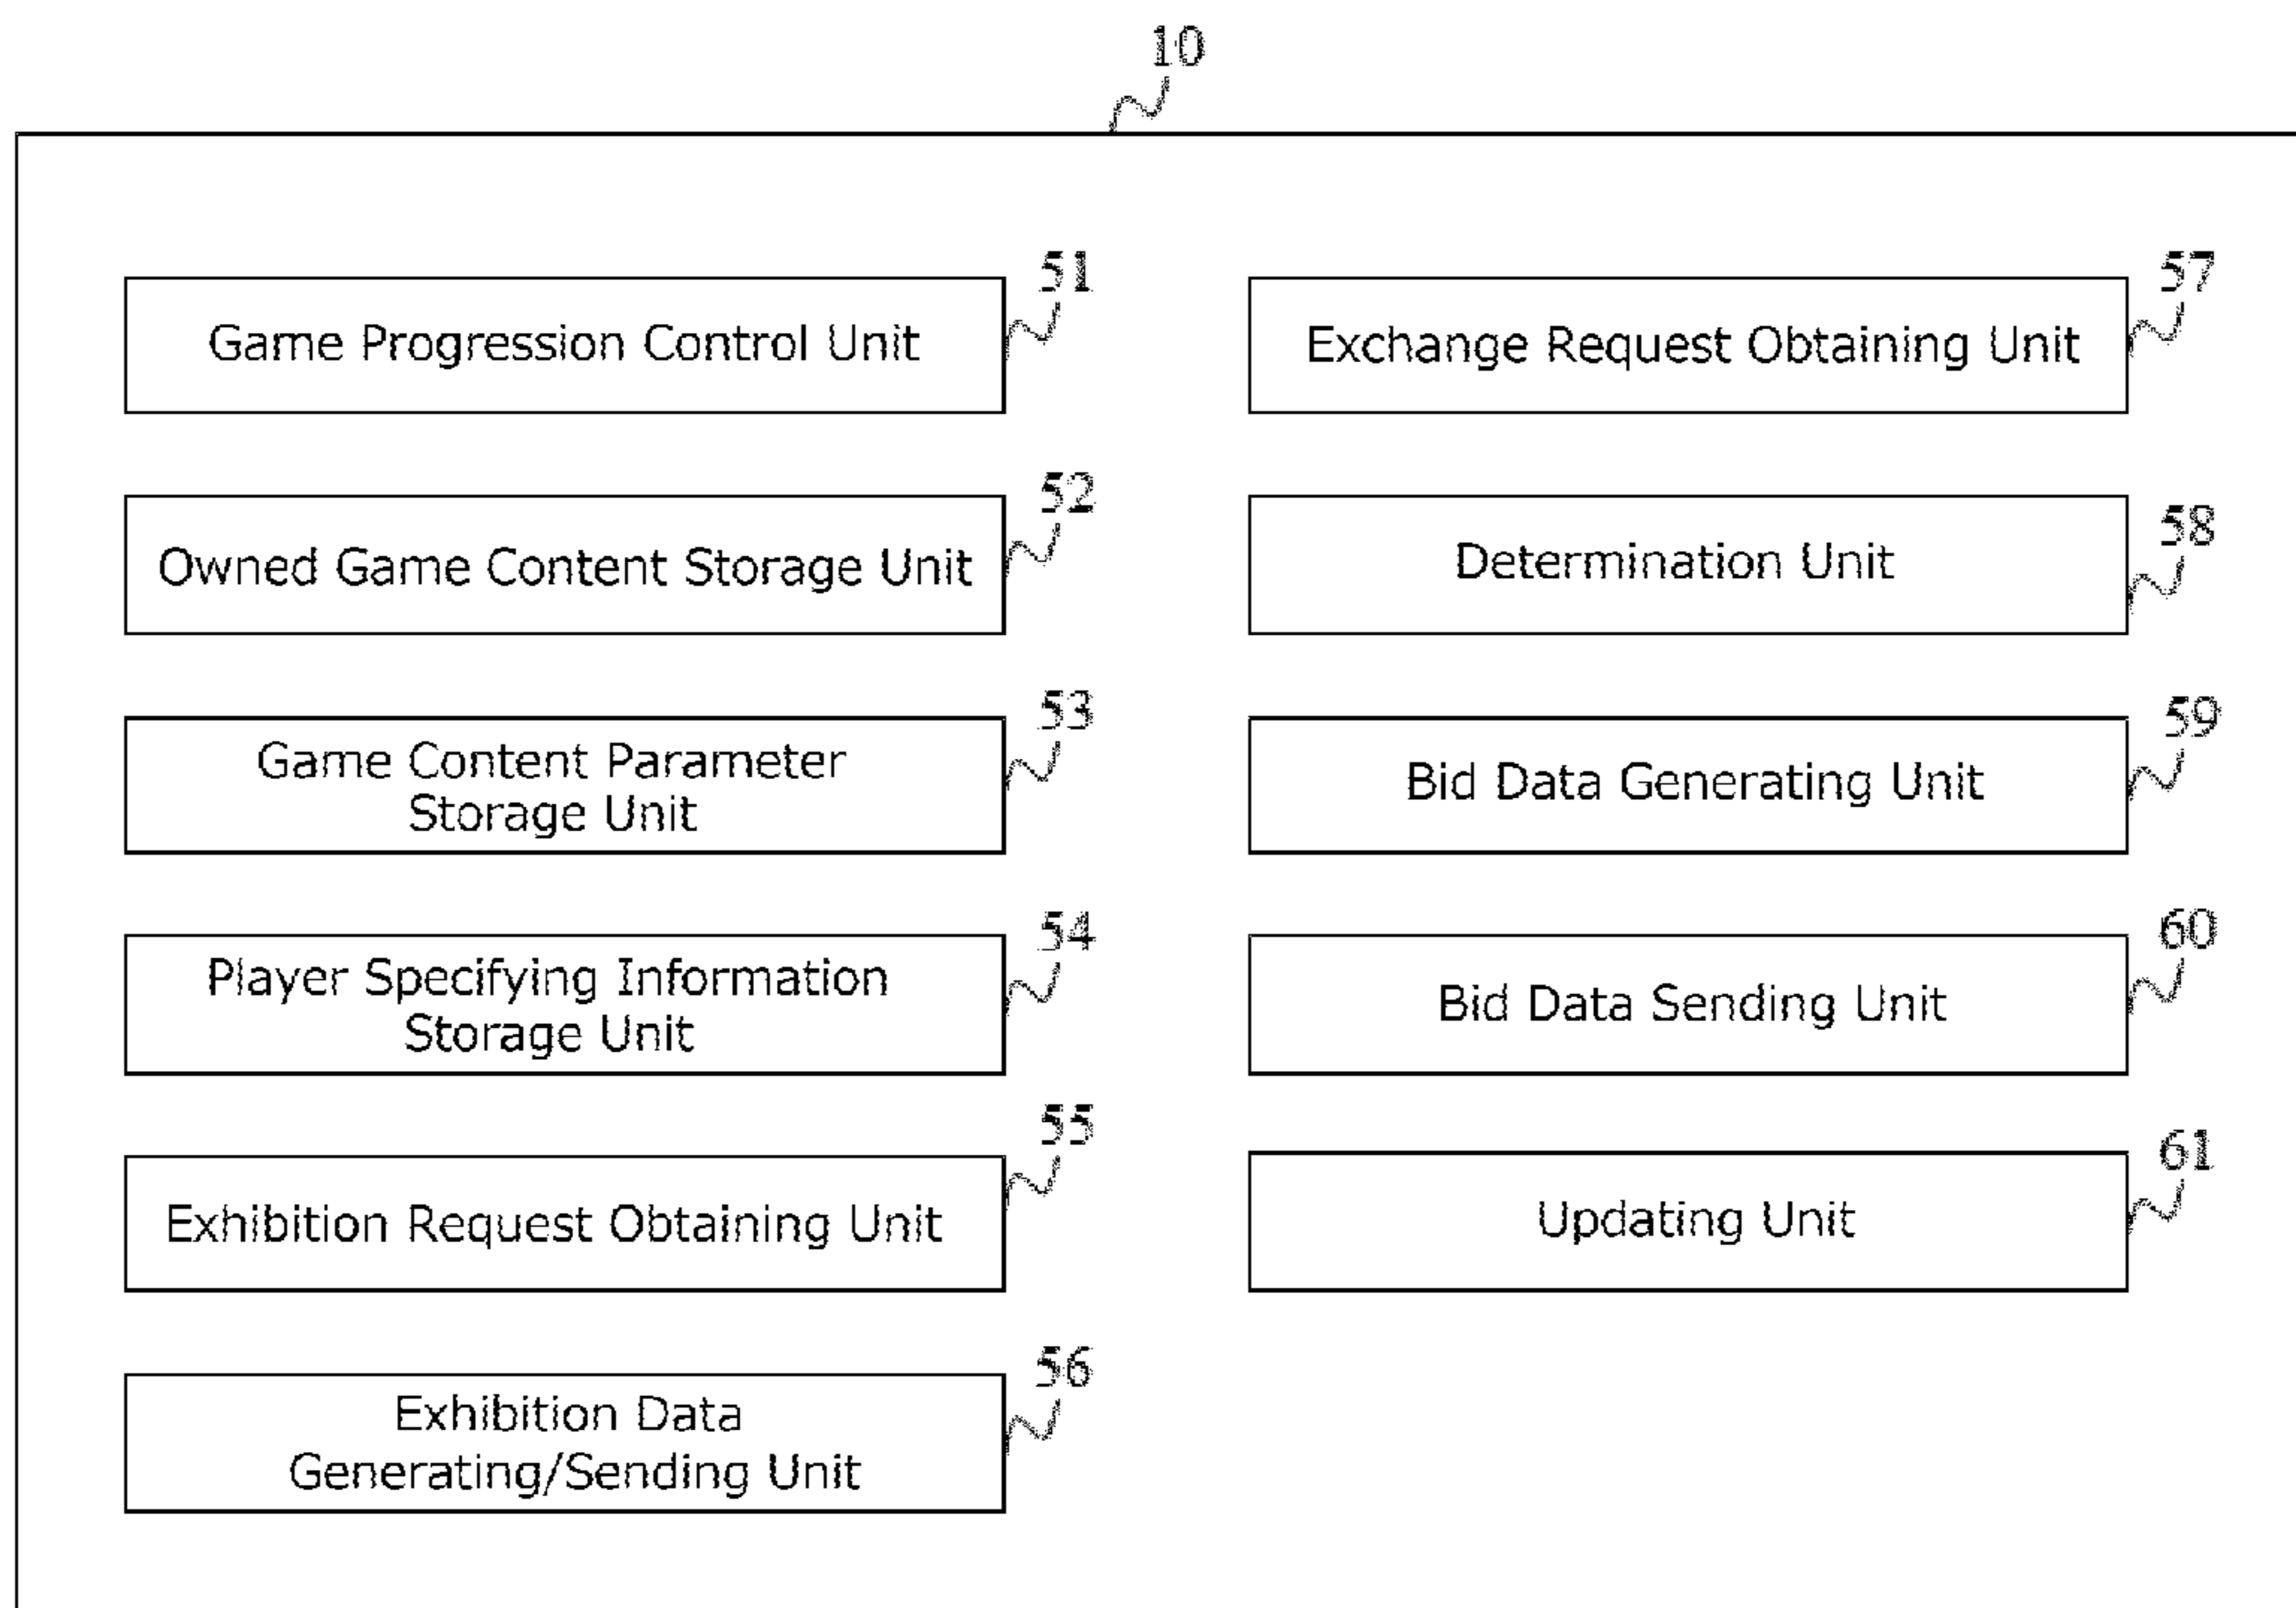 10
51
Game Progression Control Unit
52
Owned Game Content Storage Unit
53
Game Content Parameter
Storage Unit
54
Player Specifying Information
Storage Unit
55
Exhibition Request Obtaining Unit
56
Exhibition Data
Generating/Sending Unit
57
Exchange Request Obtaining Unit
58
Determination Unit
59
Bid Data Generating Unit
60
Bid Data Sending Unit
61
Updating Unit